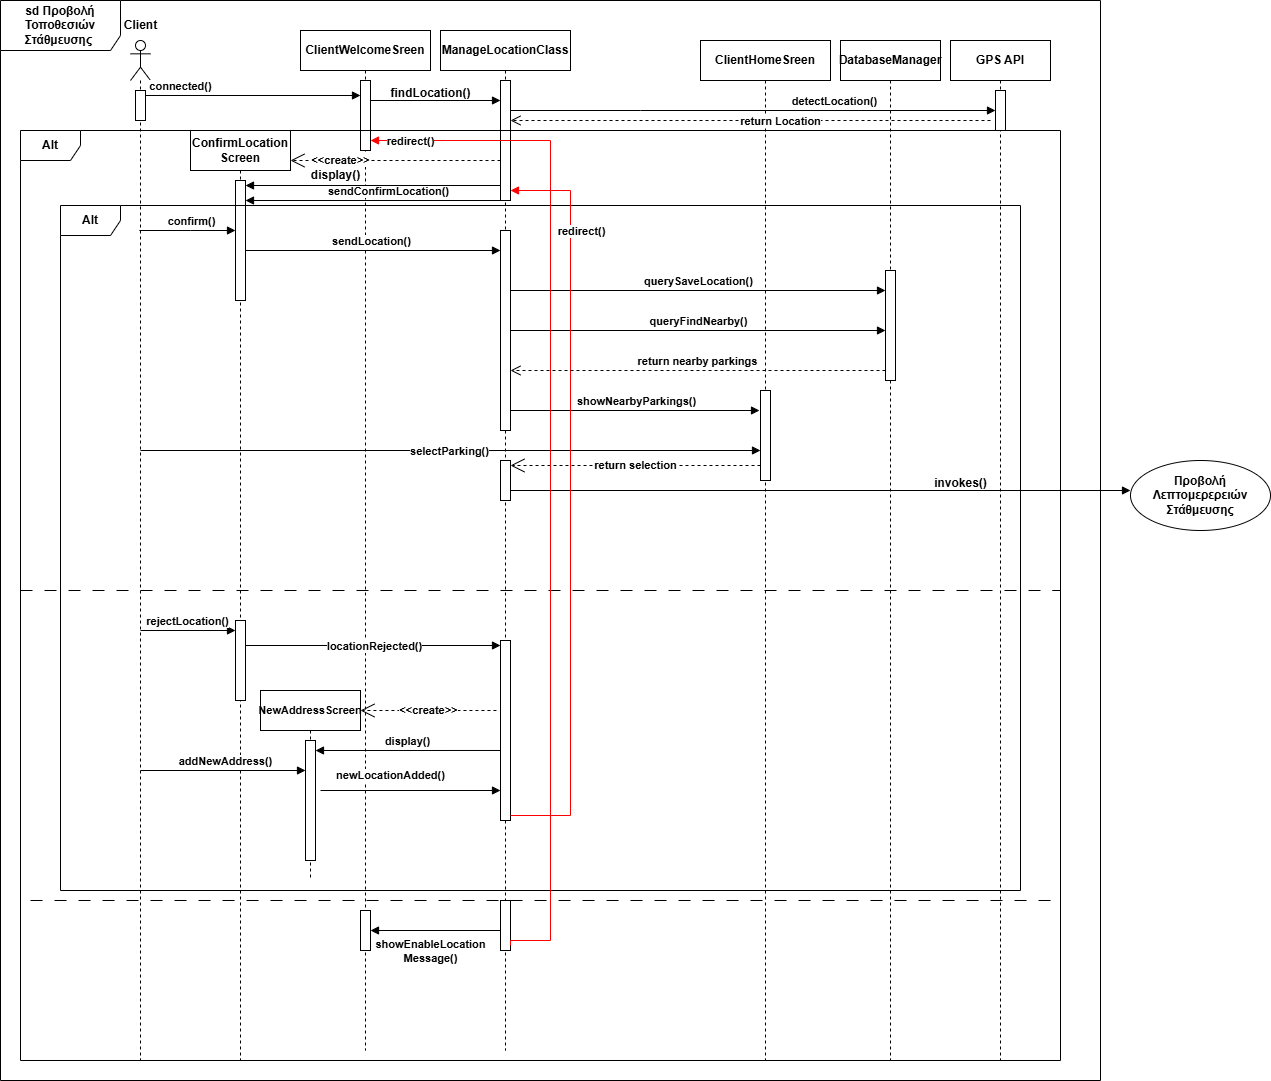 sd Προβολή
Τοποθεσιών
Στάθμευσης
Client
ClientWelcomeSreen
ManageLocationClass
ClientHomeSreen
DatabaseManager
GPS API
connected()
findLocation()
detectLocation()
return Location
Alt
ConfirmLocation
Screen
redirect()
<<create>>
display()
sendConfirmLocation()
Alt
confirm()
redirect()
sendLocation()
querySaveLocation()
queryFindNearby()
return nearby parkings
showNearbyParkings()
selectParking()
return selection
invokes()
Προβολή
Λεπτομερερειών
Στάθμευσης
rejectLocation()
locationRejected()
NewAddressScreen
<<create>>
display()
addNewAddress()
newLocationAdded()
showEnableLocation
Message()